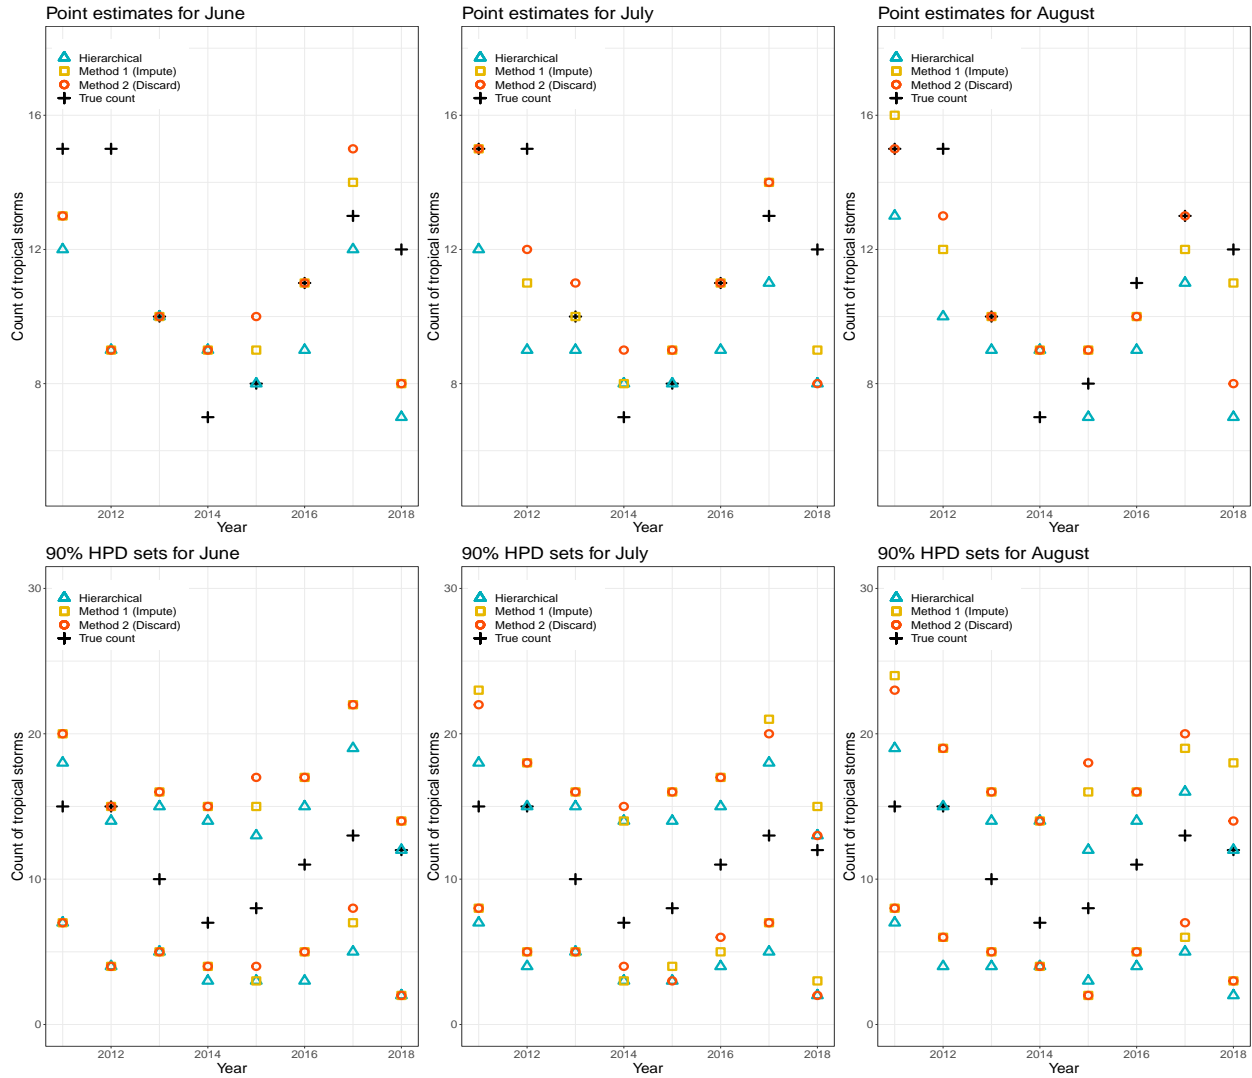 Point estimates for June
Hierarchical
Method 1 (Impute)
Method 2 (Discard)
True count
16
12
8
Count of tropical storms
2012 2014 2016 2018
Year
Point estimates for July
Hierarchical
Method 1 (Impute)
Method 2 (Discard)
True count
16
12
8
Count of tropical storms
2012 2014 2016 2018
Year
Point estimates for August
Hierarchical
Method 1 (Impute)
Method 2 (Discard)
True count
16
12
8
Count of tropical storms
2012 2014 2016 2018
Year
90% HPD sets for June
Hierarchical
Method 1 (Impute)
Method 2 (Discard)
True count
30
20
10
0
Count of tropical storms
2012 2014 2016 2018
Year
90% HPD sets for July
Hierarchical
Method 1 (Impute)
Method 2 (Discard)
True count
30
20
10
0
Count of tropical storms
2012 2014 2016 2018
Year
90% HPD sets for August
Hierarchical
Method 1 (Impute)
Method 2 (Discard)
True count
30
20
10
0
Count of tropical storms
2012 2014 2016 2018
Year